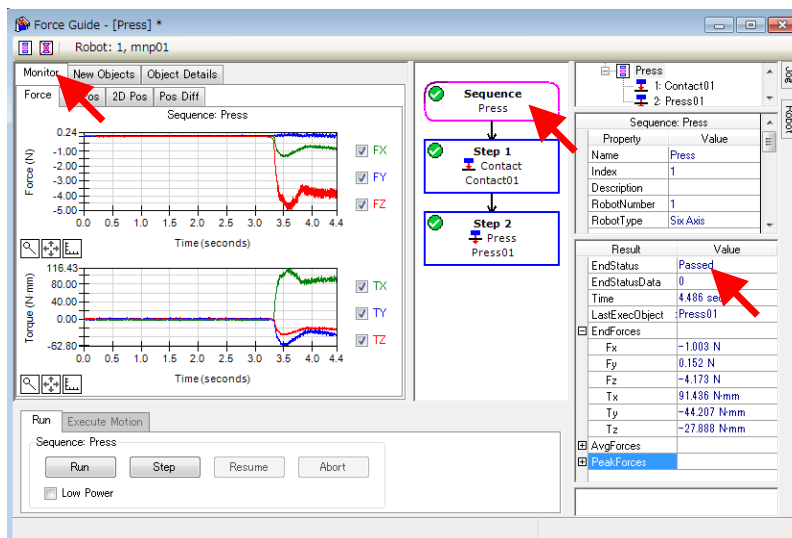 Force Guide - [Press] *
Robot: 1, mnp01
Monitor New Objects Object Details
Force 2D Pos Pos Diff
Sequence: Press
Force (N)
0.24
-1.00
-2.00
-3.00
-4.00
-5.00
0.0 0.5 1.0 1.5 2.0 2.5 3.0 3.5 4.0 4.4
Time (seconds)
FX
FY
FZ
Torque (N·mm)
116.43
80.00
40.00
0.00
-62.80
0.0 0.5 1.0 1.5 2.0 2.5 3.0 3.5 4.0 4.4
Time (seconds)
TX
TY
TZ
Run Execute Motion
Sequence: Press
Run Step Resume Abort
Low Power
Sequence
Press
Step 1
Contact
Contact01
Step 2
Press
Press01
Press
1: Contact01
2: Press01
Sequence: Press
Property Value
Name Press
Index 1
Description
RobotNumber 1
RobotType Six Axis
Result Value
EndStatus Passed
EndStatusData 0
Time 4.486 sec
LastExecObject :Press01
EndForces
Fx -1.003 N
Fy 0.152 N
Fz -4.173 N
Tx 91.436 N·mm
Ty -44.207 N·mm
Tz -27.888 N·mm
AvgForces
PeakForces
Jog
Robot